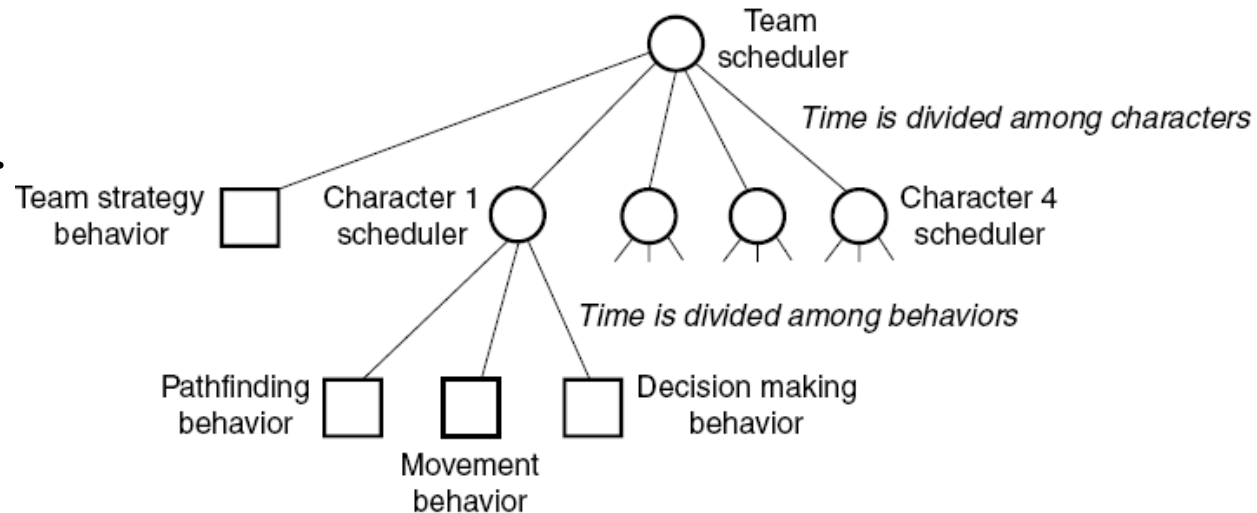 Team
scheduler
Time is divided among characters
Team strategy
behavior
Character 1
scheduler
Character 4
scheduler
Time is divided among behaviors
Pathfinding
behavior
Movement
behavior
Decision making
behavior